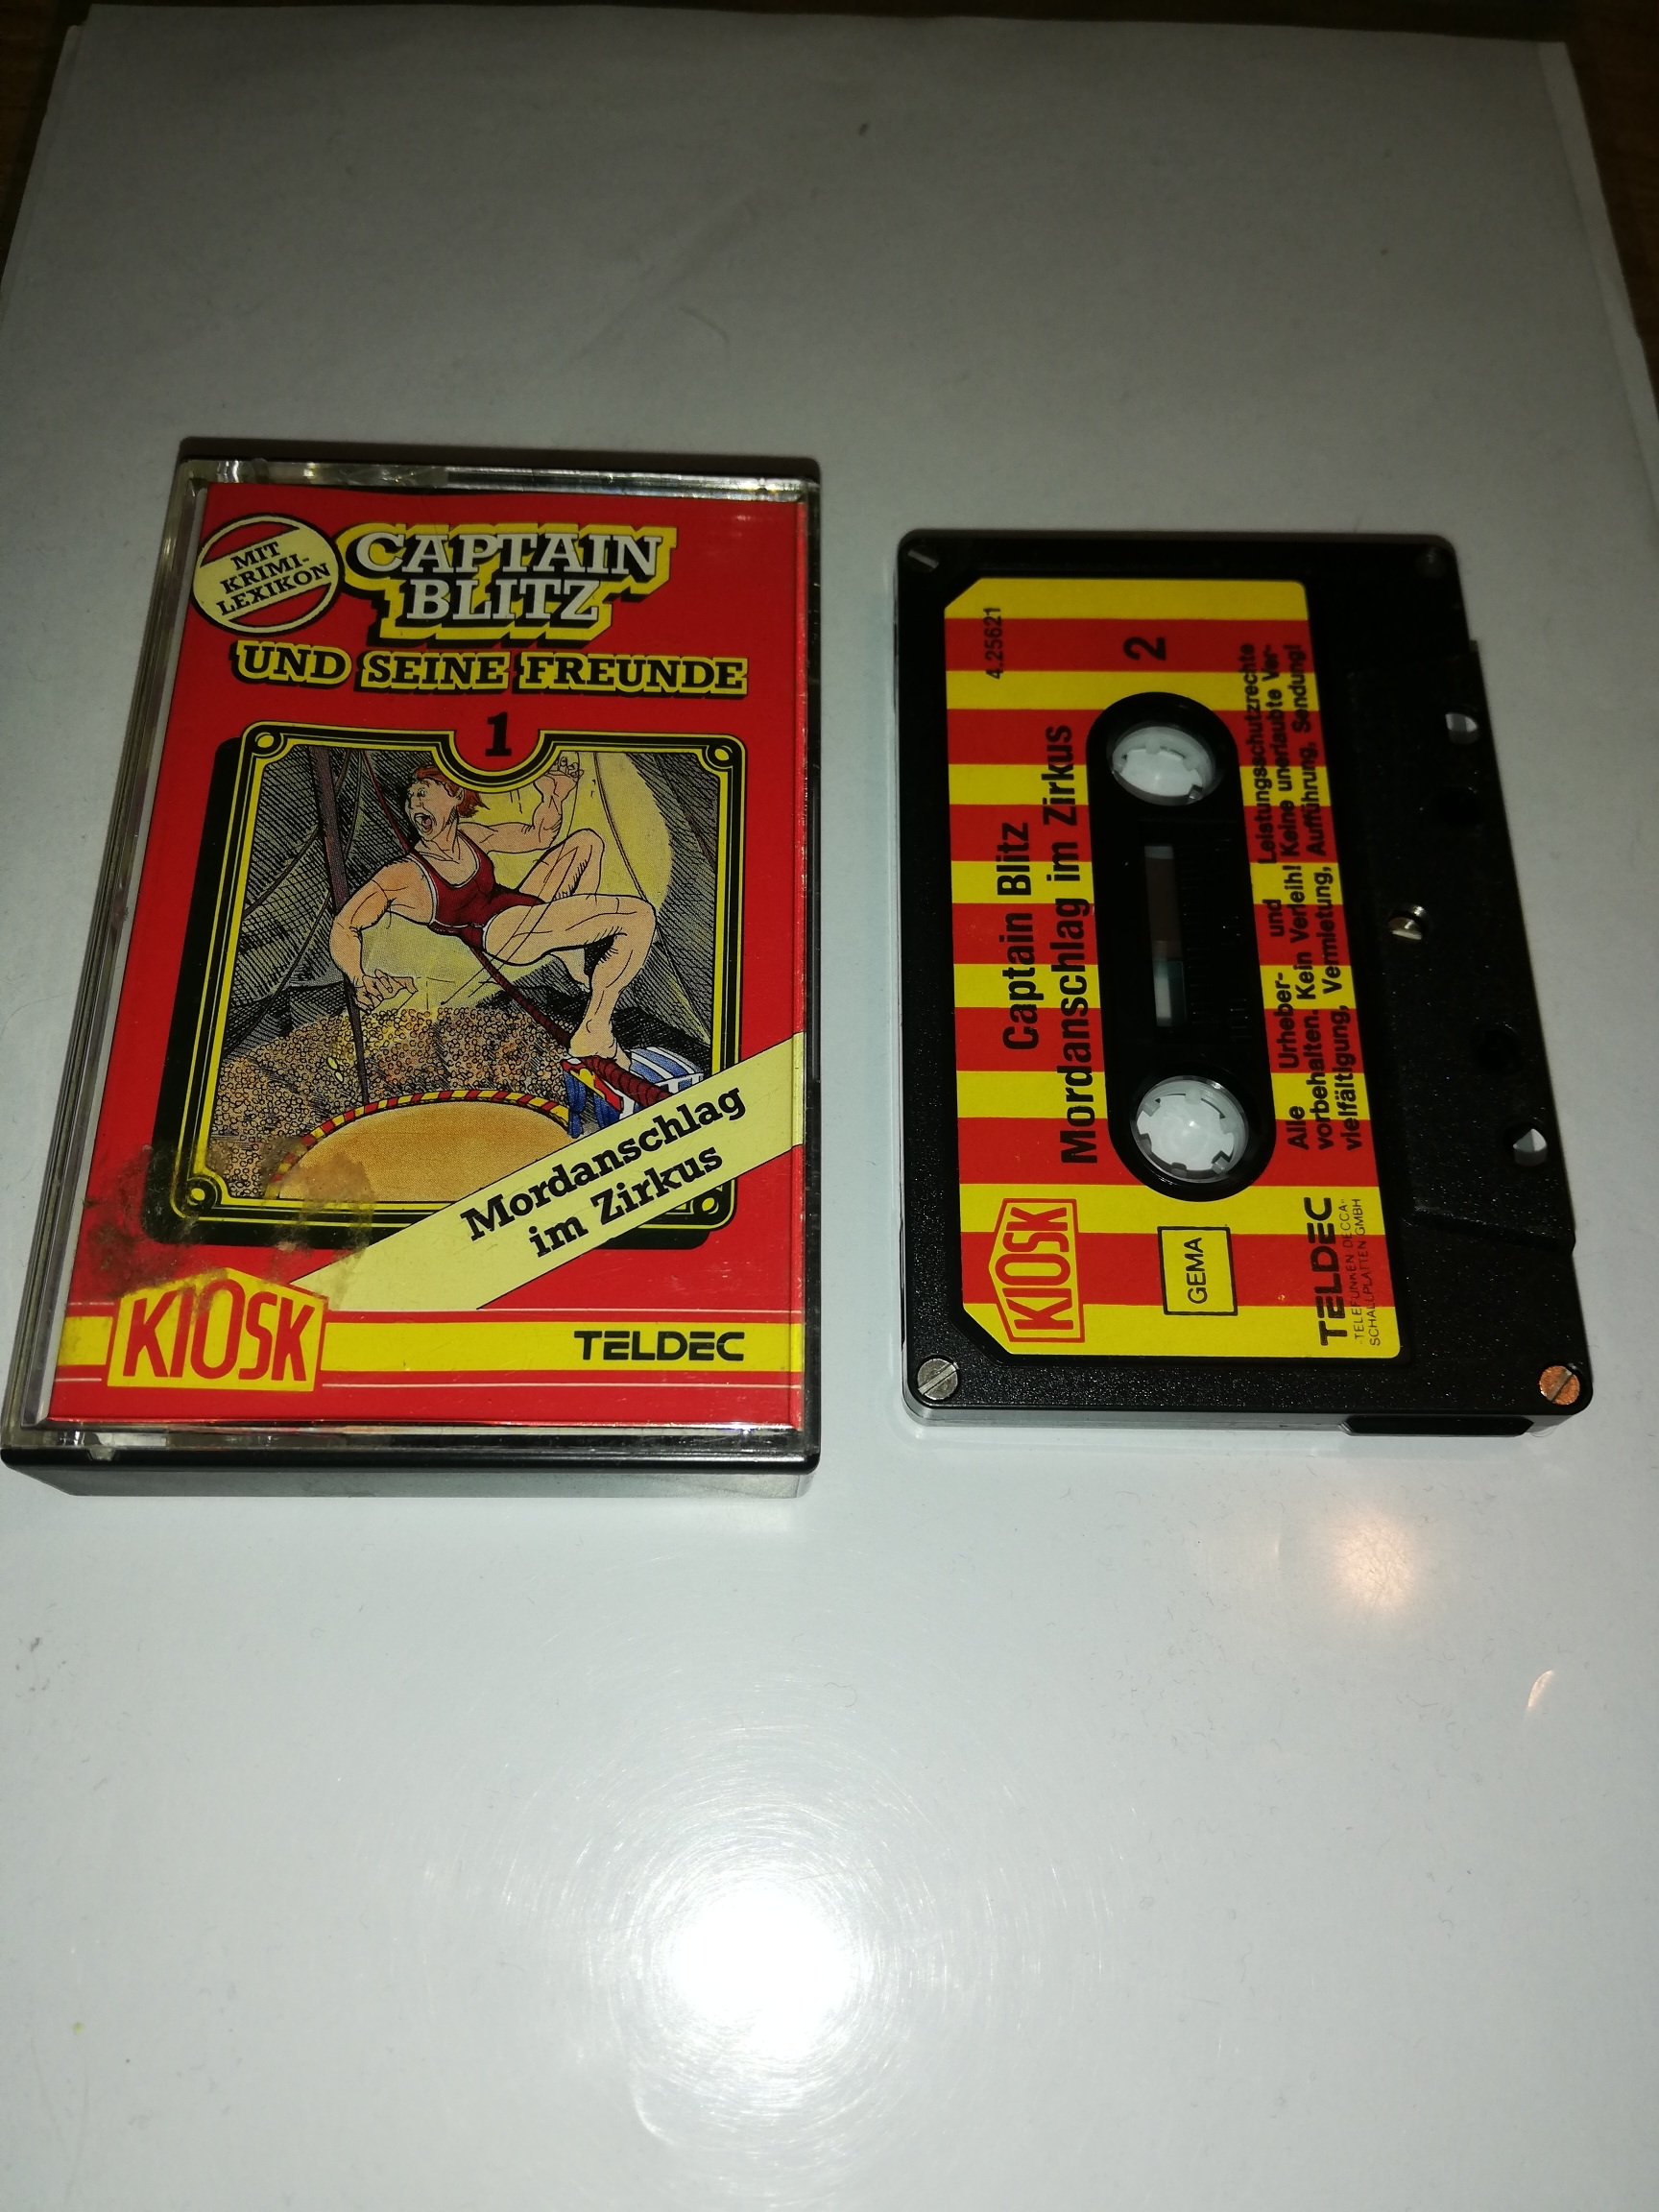 MIT
KRIMI-
LEXIKON
CAPTAIN
BLITZ
UND SEINE FREUNDE
1
Mordanschlag
im Zirkus
KIOSK
TELDEC
4.25621
2
Captain Blitz
Mordanschlag im Zirkus
KIOSK
GEMA
Alle Urheber- und Leistungsschutzrechte
vorbehalten. Kein Verleih! Keine unerlaubte Ver-
vielfältigung, Vermietung, Aufführung, Sendung!
TELDEC
·TELEFUNKEN DECCA·
SCHALLPLATTEN GMBH